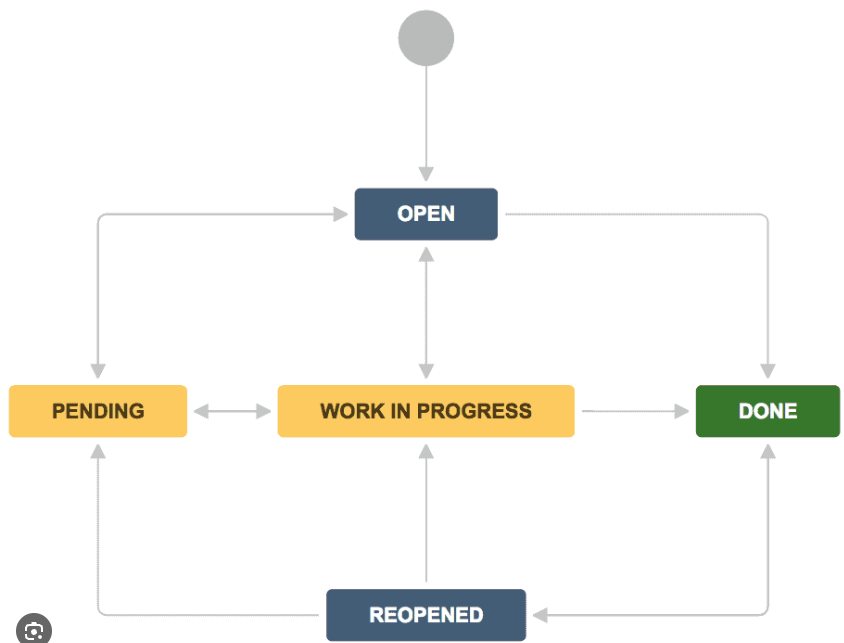 OPEN
PENDING
WORK IN PROGRESS
DONE
REOPENED